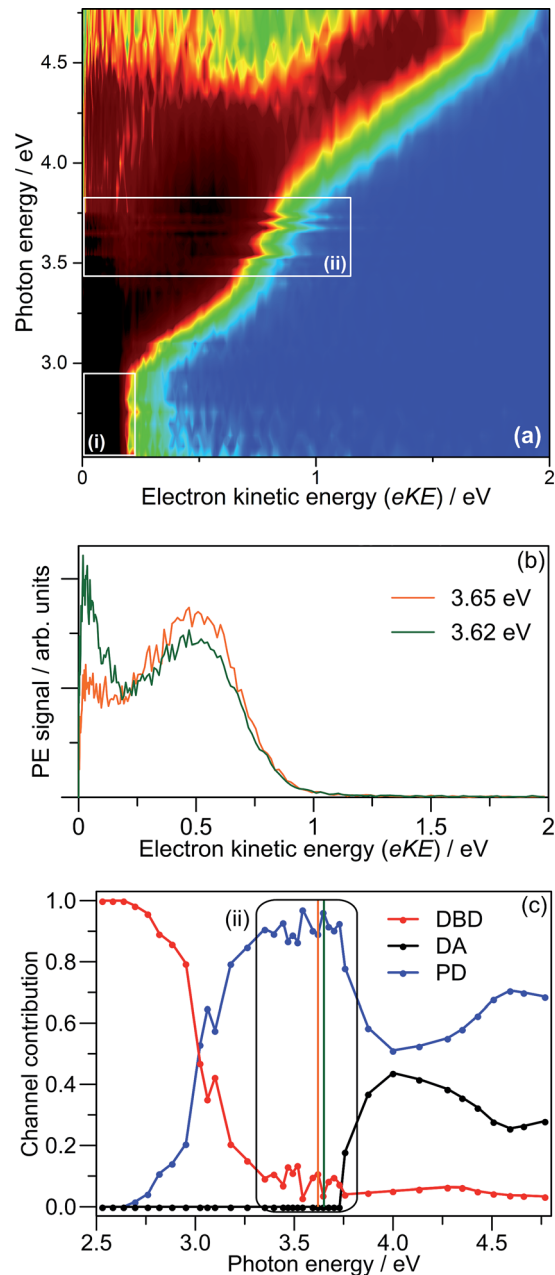 4.5
4.0
3.5
3.0
Photon energy / eV
(ii)
(i)
(a)
0
1
2
Electron kinetic energy (eKE) / eV
(b)
3.65 eV
3.62 eV
PE signal / arb. units
0
0.5
1
1.5
2
Electron kinetic energy (eKE) / eV
(ii)
(c)
DBD
DA
PD
1.0
0.8
0.6
0.4
0.2
0.0
Channel contribution
2.5
3.0
3.5
4.0
4.5
Photon energy / eV